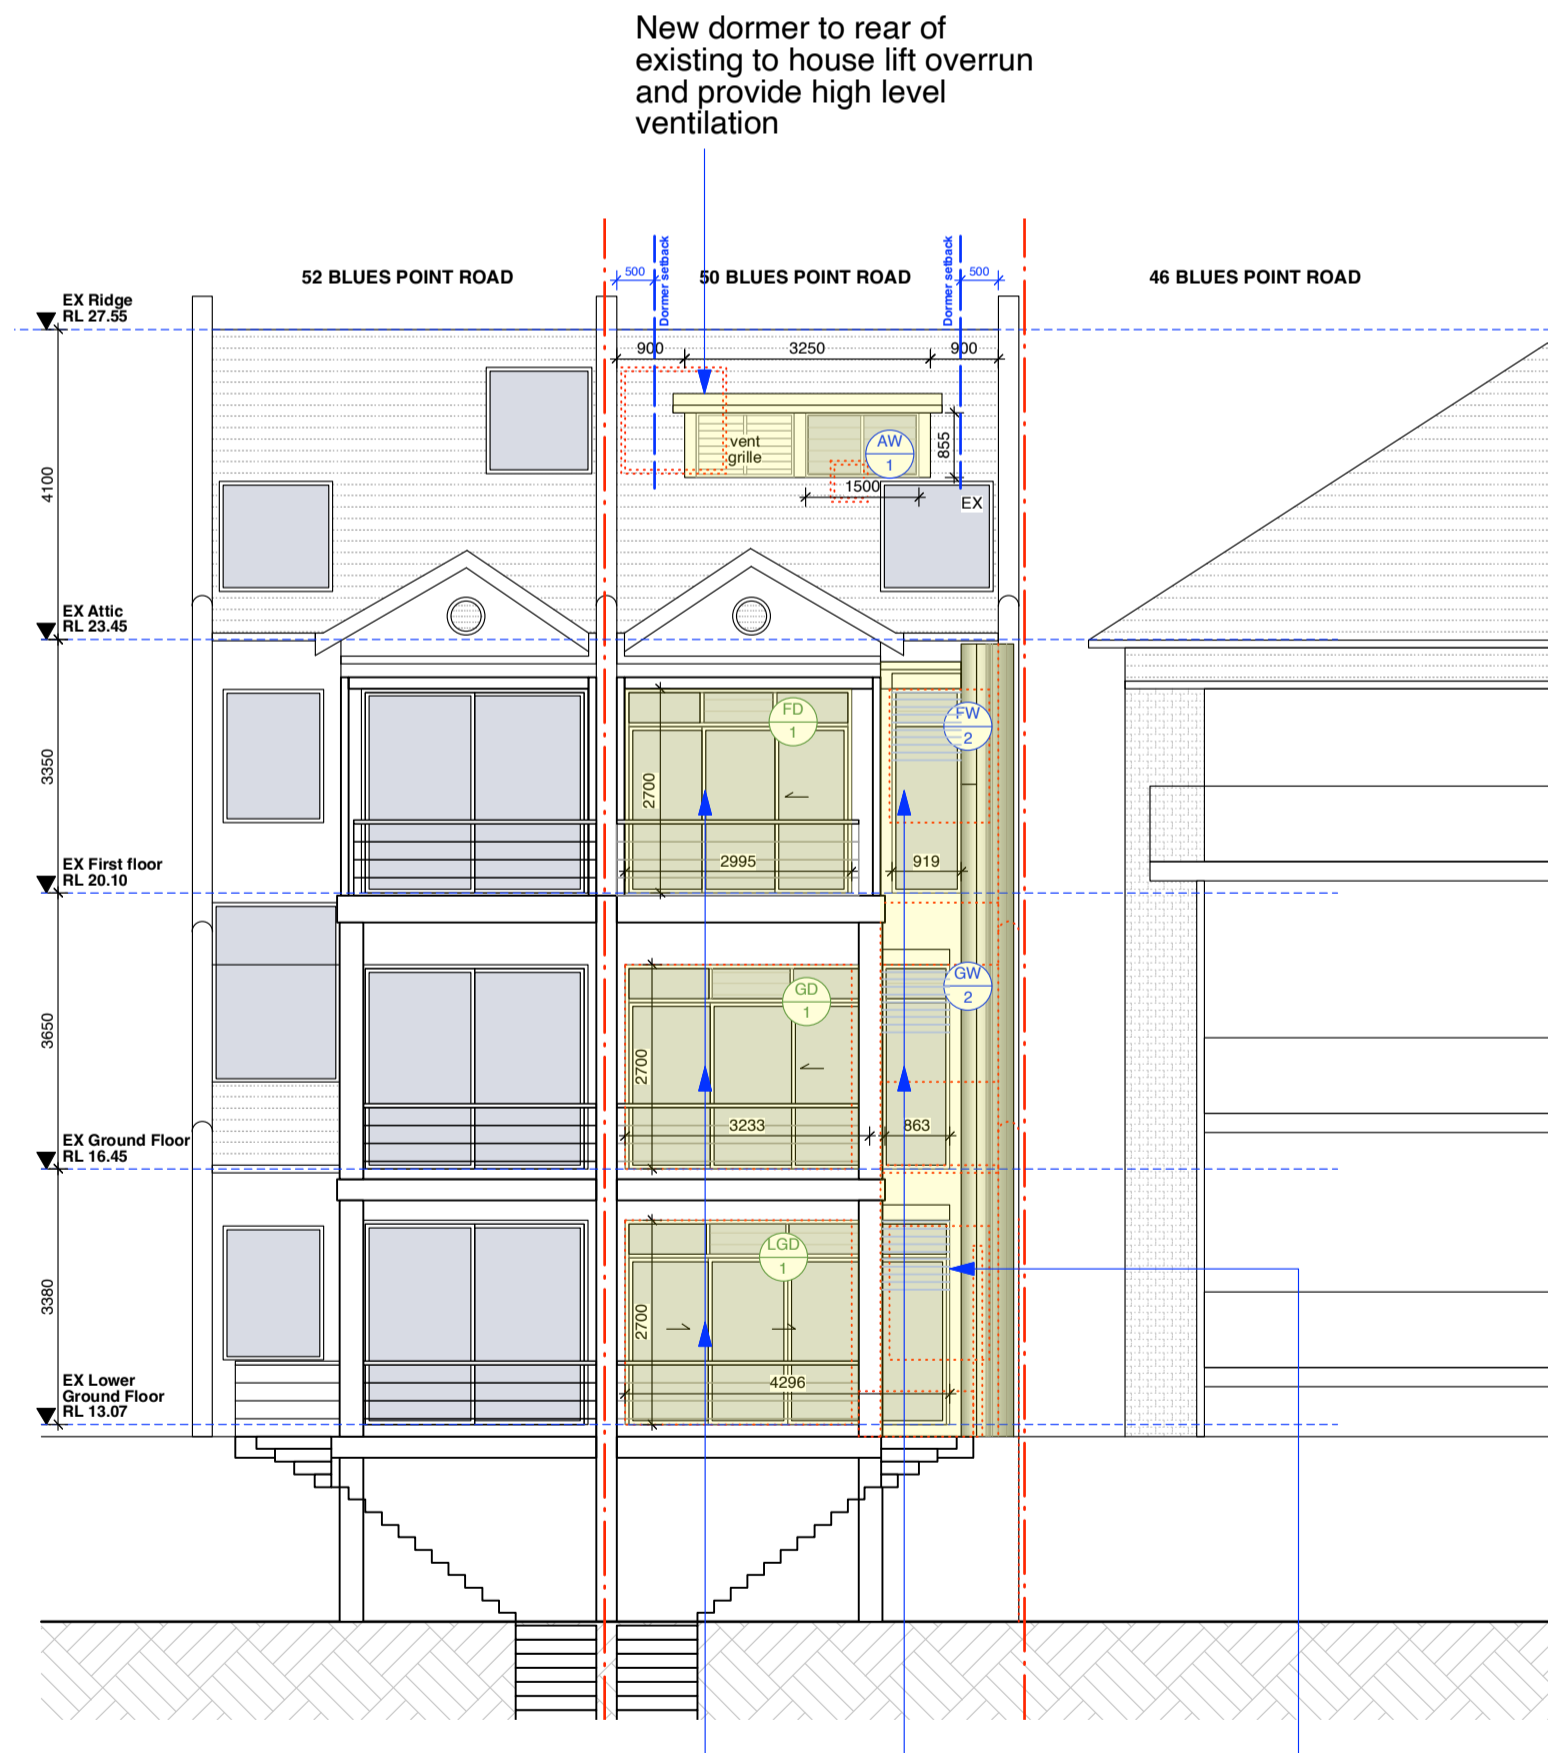 New dormer to rear of
existing to house lift overrun
and provide high level
ventilation
52 BLUES POINT ROAD
500
Dormer setback
50 BLUES POINT ROAD
Dormer setback
500
46 BLUES POINT ROAD
EX Ridge
RL 27.55
900
3250
900
vent
grille
AW
1
855
1500
EX
4100
EX Attic
RL 23.45
FD
1
FW
2
3350
2700
2995
919
EX First floor
RL 20.10
GD
1
GW
2
3650
2700
3233
863
EX Ground Floor
RL 16.45
LGD
1
3380
2700
4296
EX Lower
Ground Floor
RL 13.07